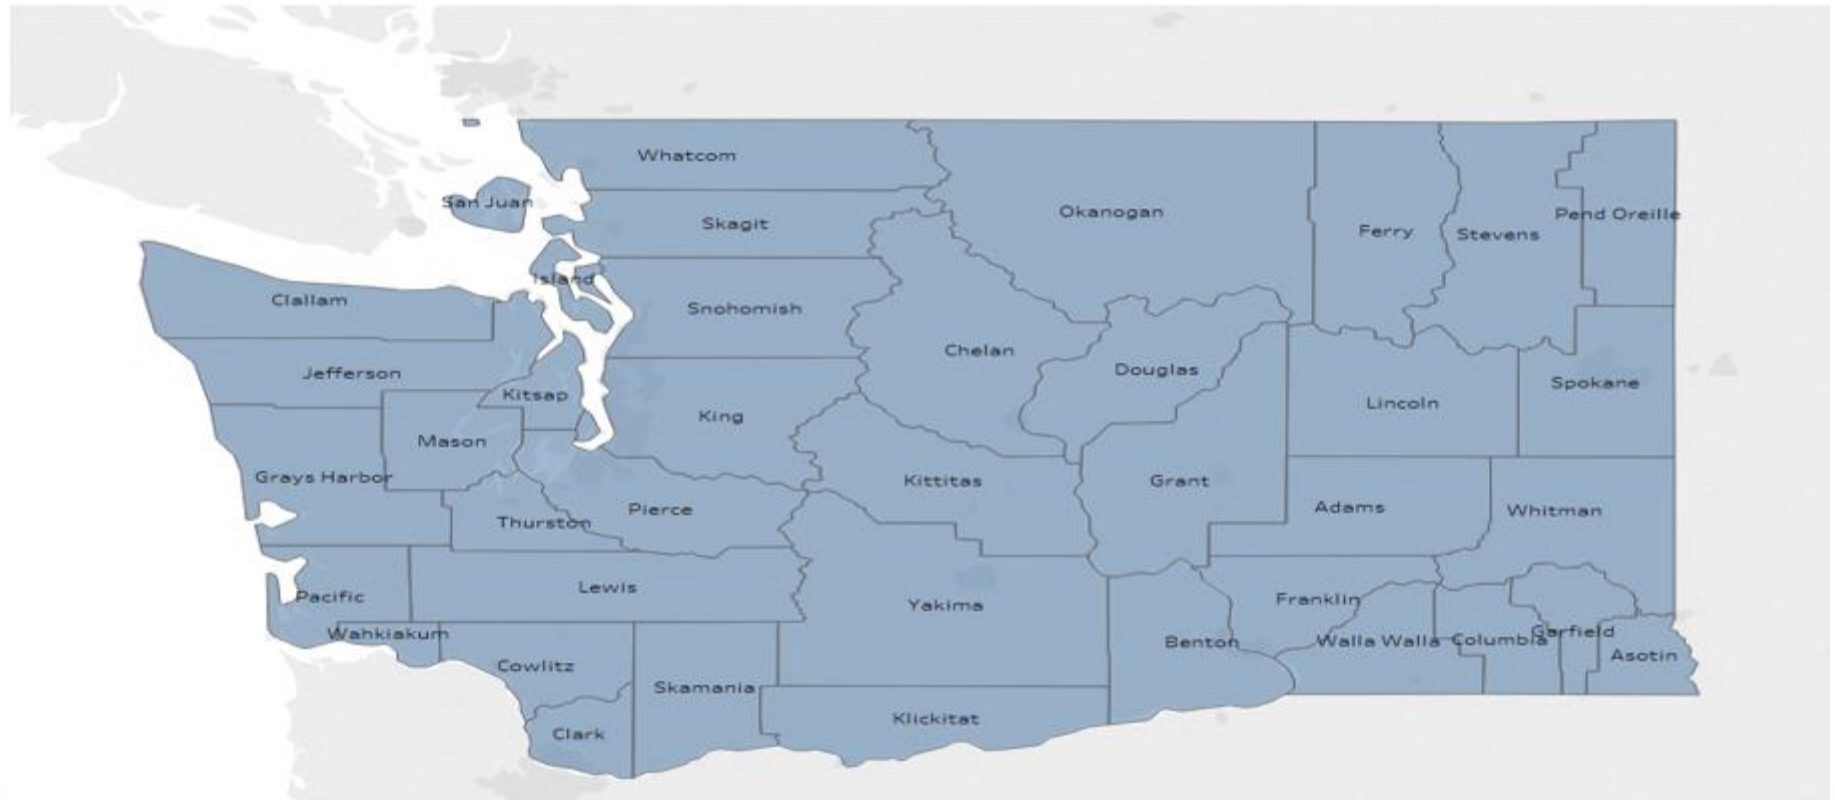 Whatcom
San Juan
Skagit
Okanogan
Pend Oreille
Ferry
Stevens
Island
Clallam
Snohomish
Chelan
Jefferson
Douglas
Spokane
Kitsap
Lincoln
King
Mason
Grays Harbor
Kittitas
Grant
Adams
Whitman
Pierce
Thurston
Lewis
Pacific
Yakima
Franklin
Wahkiakum
Garfield
Walla Walla
Columbia
Benton
Asotin
Cowlitz
Skamania
Klickitat
Clark